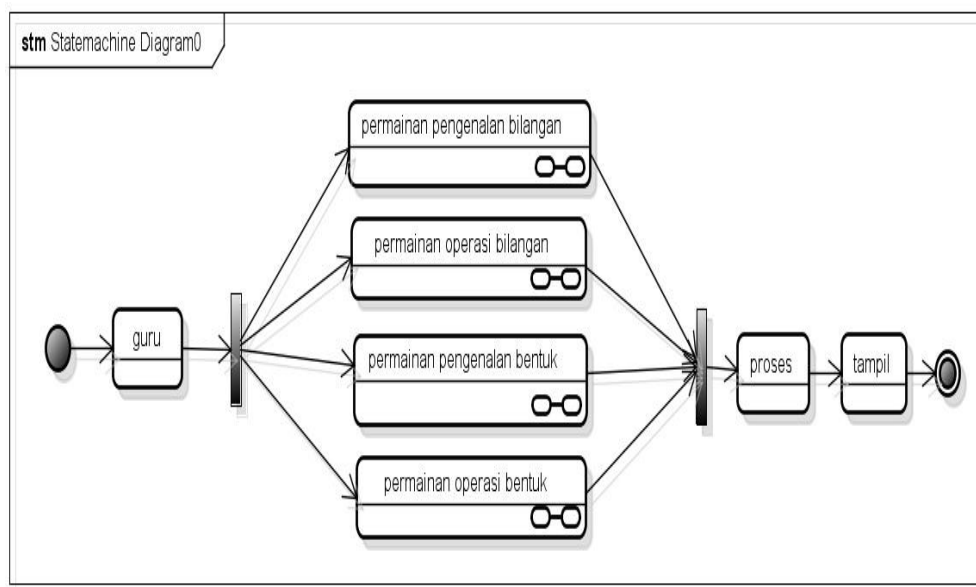 stm Statemachine Diagram0
permainan pengenalan bilangan
permainan operasi bilangan
guru
permainan pengenalan bentuk
proses
tampil
permainan operasi bentuk